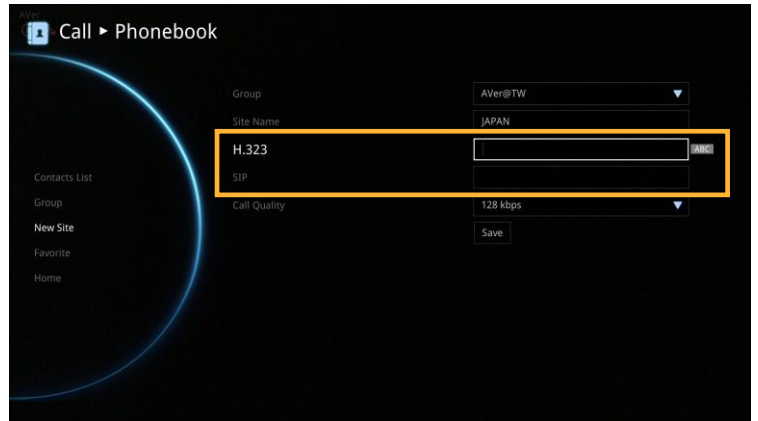 AVer
Call ▸ Phonebook
Group AVer@TW
Site Name JAPAN
H.323 ABC
SIP
Call Quality 128 kbps
Save
Contacts List
Group
New Site
Favorite
Home